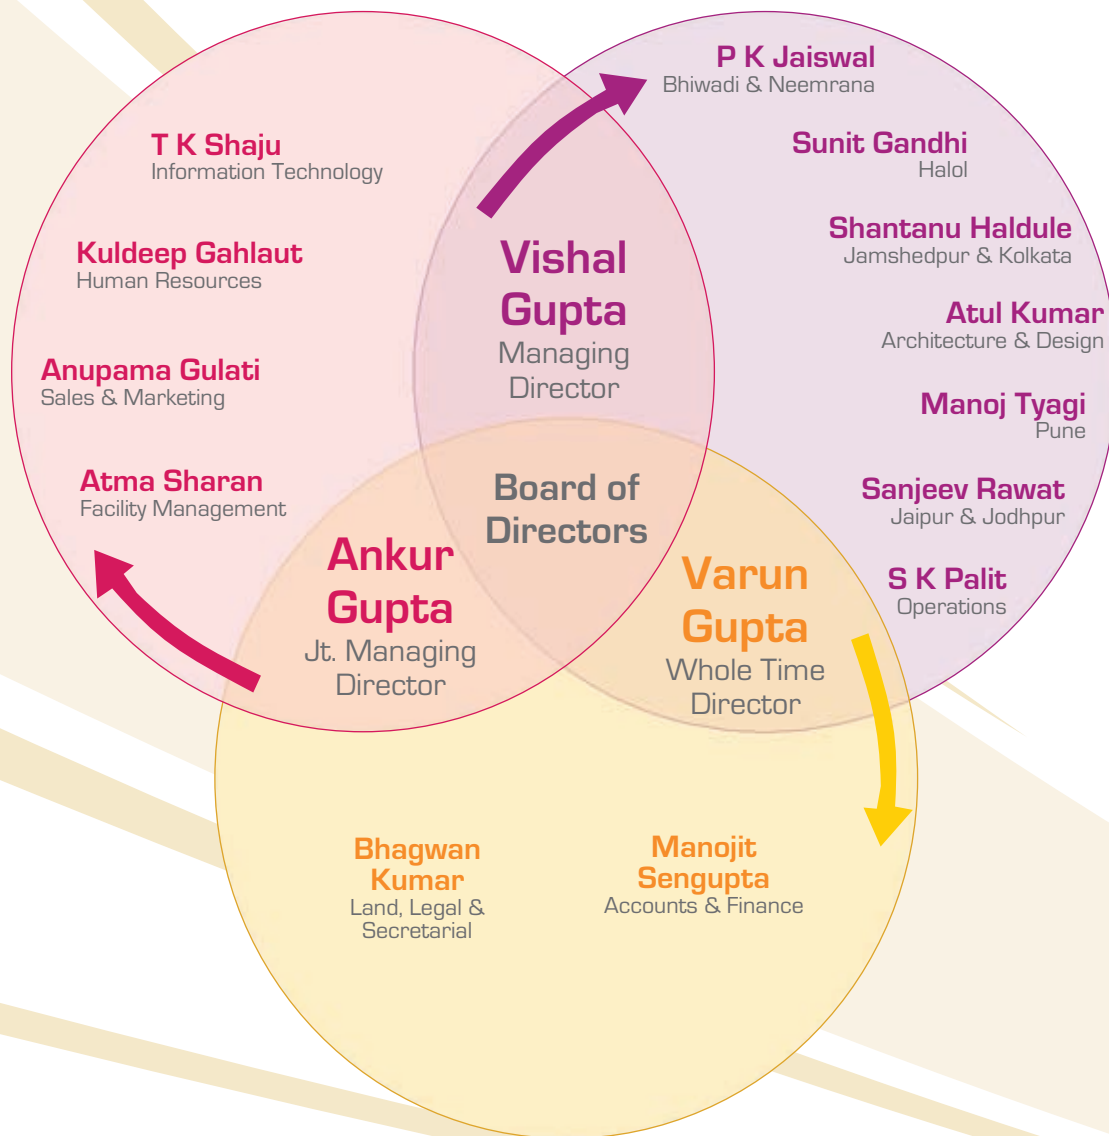 P K Jaiswal
Bhiwadi & Neemrana
T K Shaju
Information Technology
Sunit Gandhi
Halol
Kuldeep Gahlaut
Human Resources
Vishal
Gupta
Managing
Director
Shantanu Haldule
Jamshedpur & Kolkata
Atul Kumar
Architecture & Design
Anupama Gulati
Sales & Marketing
Manoj Tyagi
Pune
Atma Sharan
Facility Management
Board of
Directors
Sanjeev Rawat
Jaipur & Jodhpur
Ankur
Gupta
Jt. Managing
Director
Varun
Gupta
Whole Time
Director
S K Palit
Operations
Bhagwan
Kumar
Land, Legal &
Secretarial
Manojit
Sengupta
Accounts & Finance